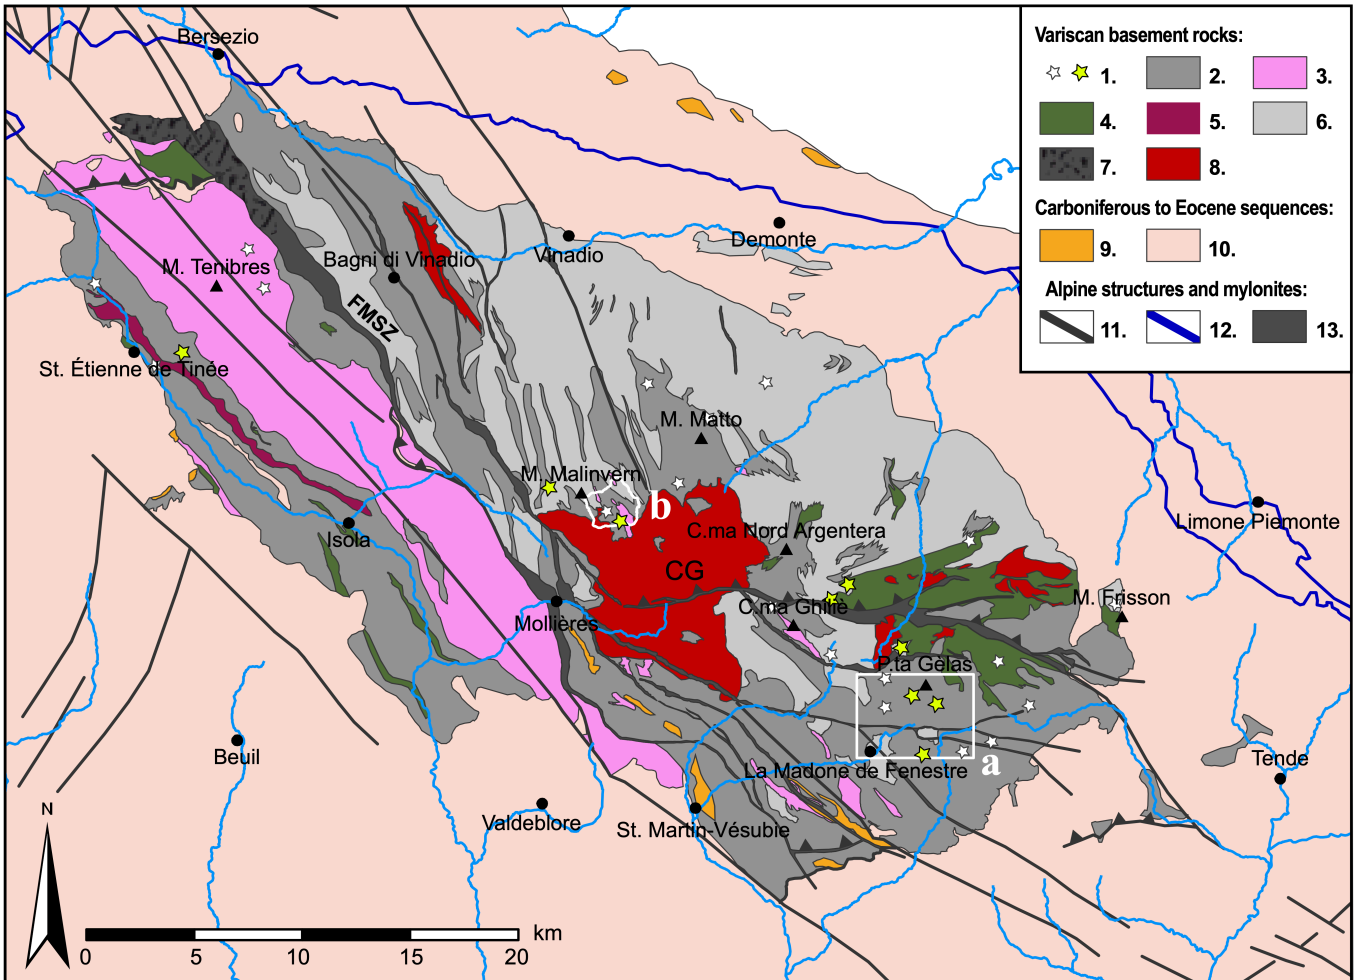 Bersezio
Variscan basement rocks:
1.
2.
3.
4.
5.
6.
7.
8.
Carboniferous to Eocene sequences:
9.
10.
Alpine structures and mylonites:
11.
12.
13.
Demonte
Vinadio
Bagni di Vinadio
M. Tenibres
FMSZ
St. Étienne de Tinée
M. Matto
M. Malinvern
b
C.ma Nord Argentera
Limone Piemonte
Isola
CG
M. Frisson
C.ma Ghiliè
Mollières
P.ta Gèlas
Beuil
a
La Madone de Fenestre
Tende
Valdeblore
St. Martin-Vésubie
N
km
0
5
10
15
20